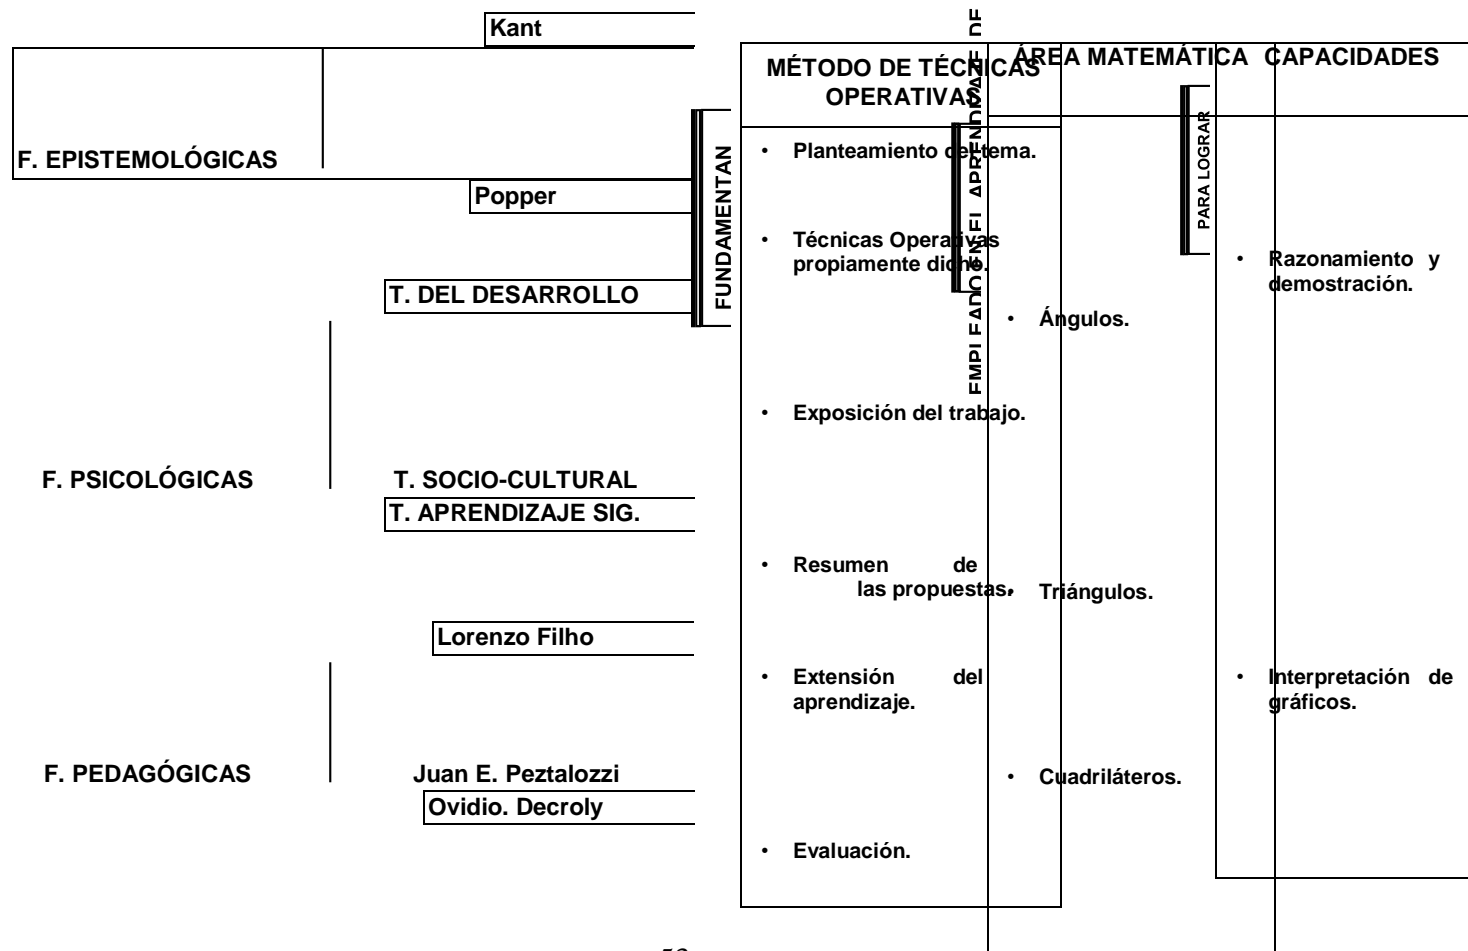 Kant
F. EPISTEMOLÓGICAS
Popper
T. DEL DESARROLLO
F. PSICOLÓGICAS
T. SOCIO-CULTURAL
T. APRENDIZAJE SIG.
Lorenzo Filho
F. PEDAGÓGICAS
Juan E. Peztalozzi
Ovidio. Decroly
FUNDAMENTAN
MÉTODO DE TÉCNICAS
OPERATIVAS
• Planteamiento del tema.
• Técnicas Operativas
propiamente dicho.
• Exposición del trabajo.
• Resumen de
las propuestas.
• Extensión del
aprendizaje.
• Evaluación.
EMPLEADO EN EL APRENDIZAJE DE
ÁREA MATEMÁTICA
• Ángulos.
• Triángulos.
• Cuadriláteros.
PARA LOGRAR
CAPACIDADES
• Razonamiento y
demostración.
• Interpretación de
gráficos.